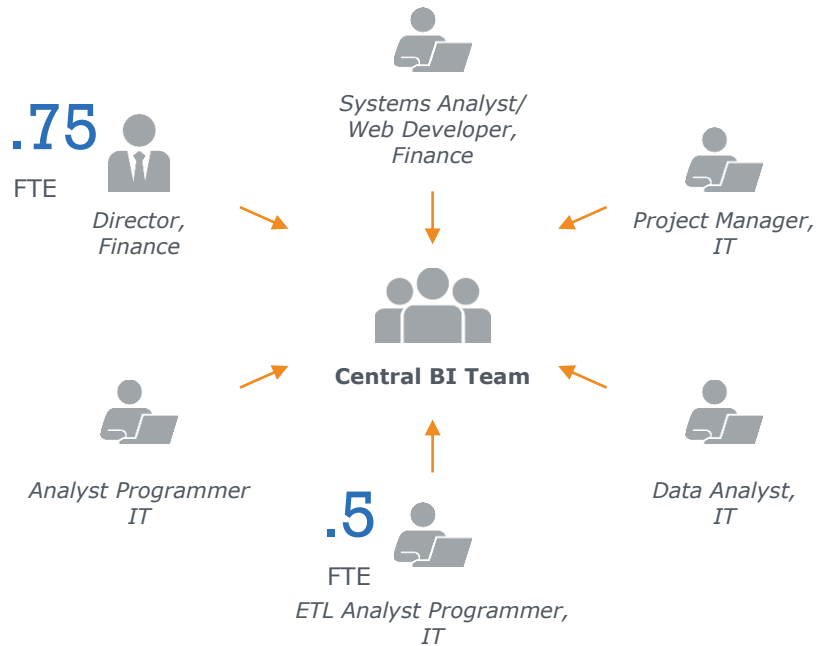 Systems Analyst/
Web Developer,
Finance
.75
FTE
Director,
Finance
Project Manager,
IT
Central BI Team
Analyst Programmer
IT
Data Analyst,
IT
.5
FTE
ETL Analyst Programmer,
IT